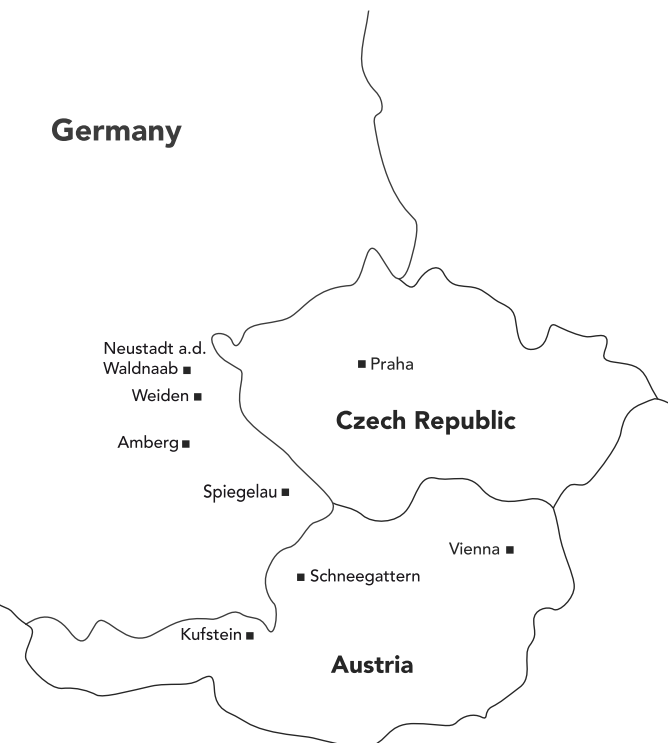 Germany
Neustadt a.d.
Waldnaab
Praha
Weiden
Czech Republic
Amberg
Spiegelau
Vienna
Schneegattern
Kufstein
Austria